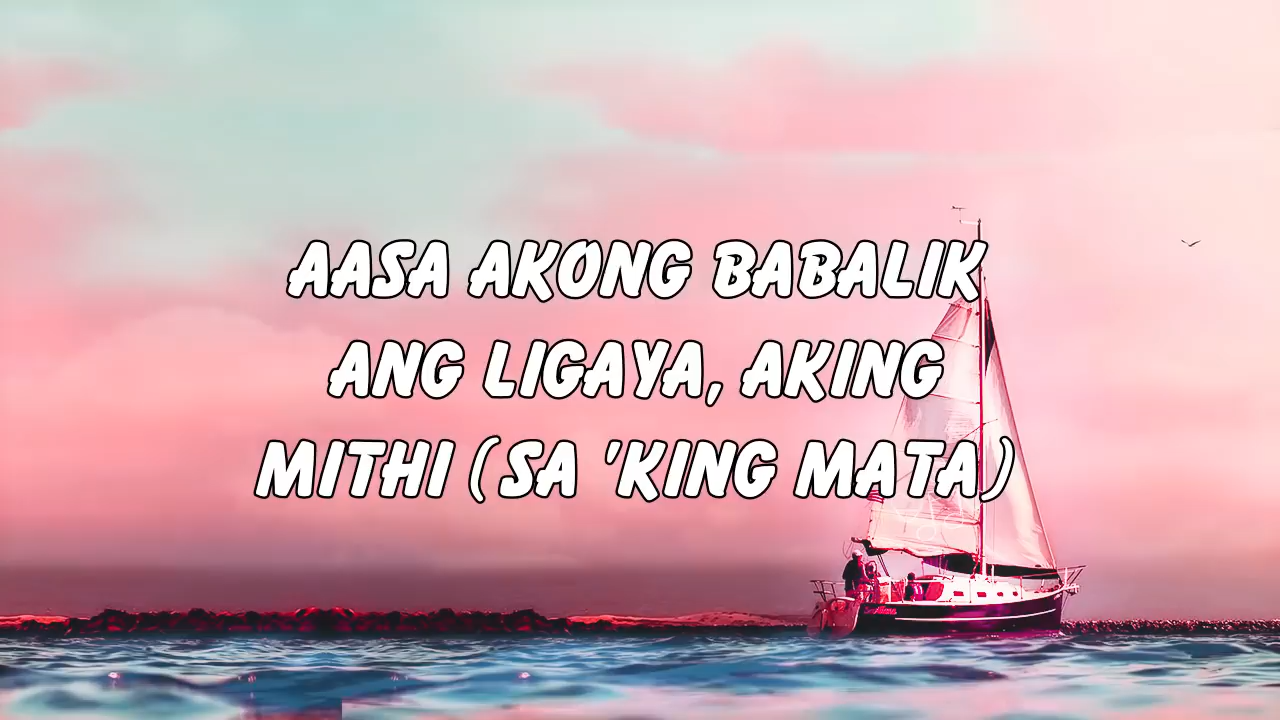 AASA AKONG BABALIK
ANG LIGAYA, AKING
MITHI (SA 'KING MATA)